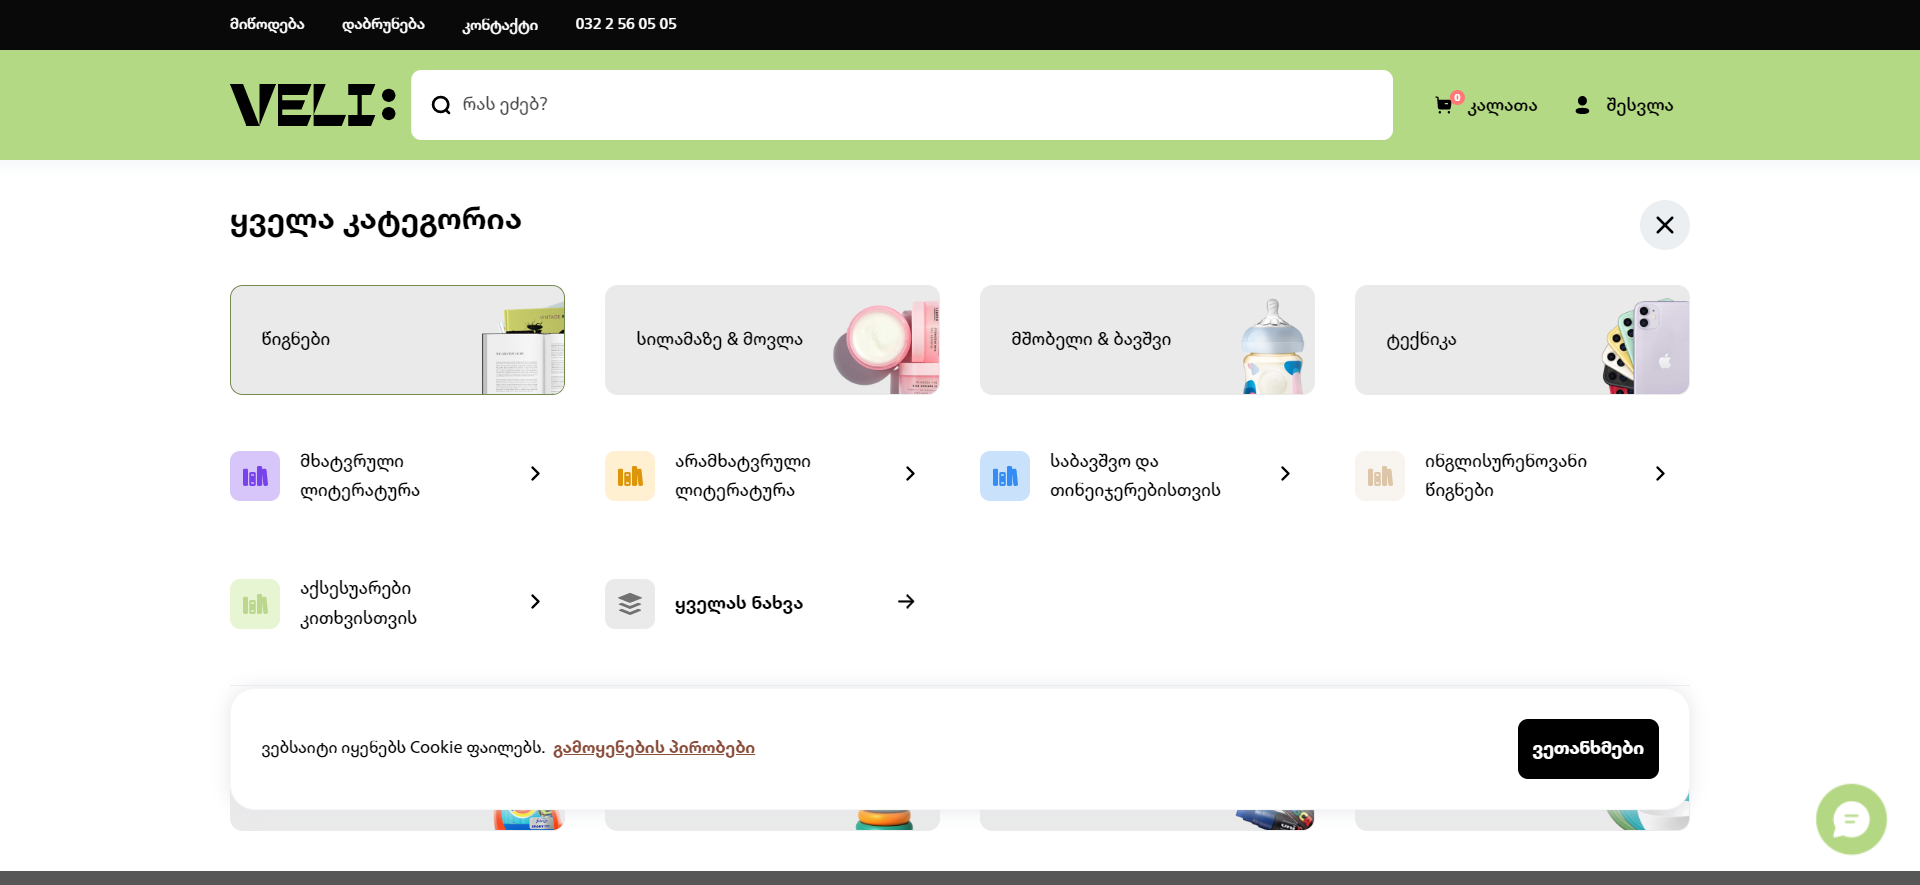 მიწოდება დაბრუნება კონტაქტი 032 2 56 05 05
VELI:
რას ეძებ?
0 კალათა შესვლა
ყველა კატეგორია
წიგნები
სილამაზე & მოვლა
მშობელი & ბავშვი
ტექნიკა
მხატვრული
ლიტერატურა
არამხატვრული
ლიტერატურა
საბავშვო და
თინეიჯერებისთვის
ინგლისურენოვანი
წიგნები
აქსესუარები
კითხვისთვის
ყველას ნახვა
ვებსაიტი იყენებს Cookie ფაილებს. გამოყენების პირობები
ვეთანხმები